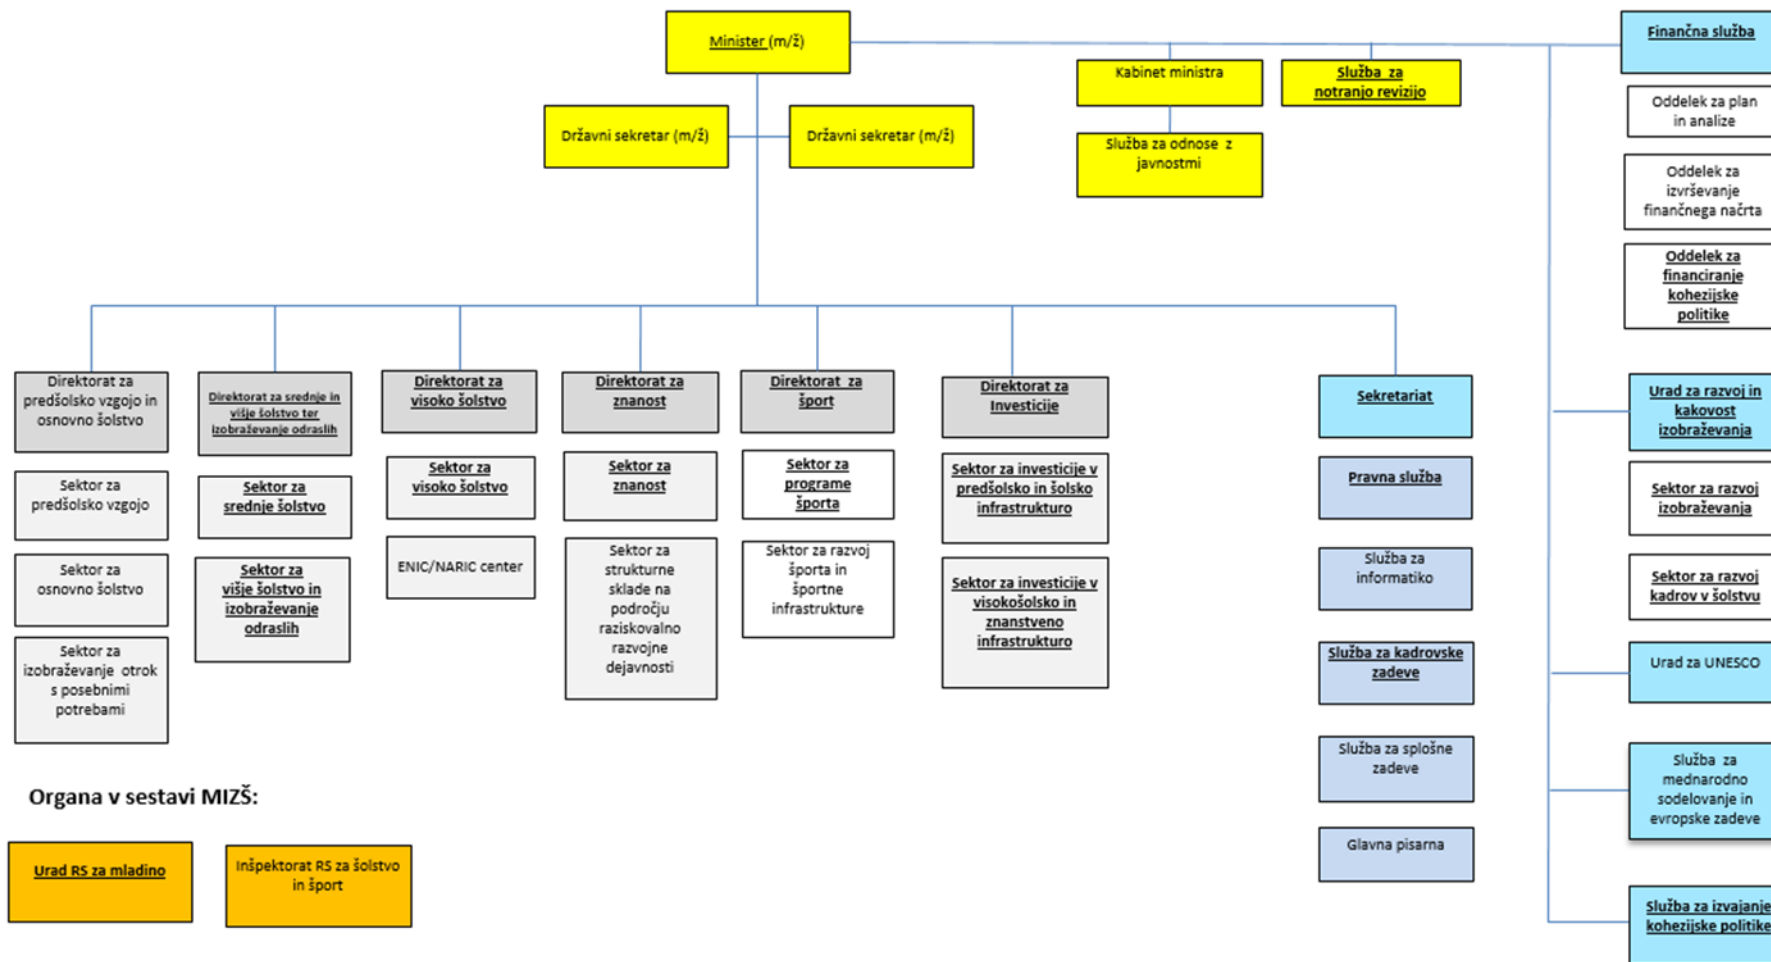 Minister (m/ž)
Državni sekretar (m/ž)
Državni sekretar (m/ž)
Kabinet ministra
Služba za odnose z
javnostmi
Služba za
notranjo revizijo
Finančna služba
Oddelek za plan
in analize
Oddelek za
izvrševanje
finančnega načrta
Oddelek za
financiranje
kohezijske
politike
Direktorat za
predšolsko vzgojo in
osnovno šolstvo
Sektor za
predšolsko vzgojo
Sektor za
osnovno šolstvo
Sektor za
izobraževanje otrok
s posebnimi
potrebami
Direktorat za srednje in
višje šolstvo ter
izobraževanje odraslih
Sektor za
srednje šolstvo
Sektor za
višje šolstvo in
izobraževanje
odraslih
Direktorat za
visoko šolstvo
Sektor za
visoko šolstvo
ENIC/NARIC center
Direktorat za
znanost
Sektor za
znanost
Sektor za
strukturne
sklade na
področju
raziskovalno
razvojne
dejavnosti
Direktorat za
šport
Sektor za
programe
športa
Sektor za razvoj
športa in
športne
infrastrukture
Direktorat za
Investicije
Sektor za investicije v
predšolsko in šolsko
infrastrukturo
Sektor za investicije v
visokošolsko in
znanstveno
infrastrukturo
Sekretariat
Pravna služba
Služba za
informatiko
Služba za kadrovske
zadeve
Služba za splošne
zadeve
Glavna pisarna
Urad za razvoj in
kakovost
izobraževanja
Sektor za razvoj
izobraževanja
Sektor za razvoj
kadrov v šolstvu
Urad za UNESCO
Služba za
mednarodno
sodelovanje in
evropske zadeve
Služba za izvajanje
kohezijske politike
Organa v sestavi MIZŠ:
Urad RS za mladino
Inšpektorat RS za šolstvo
in šport